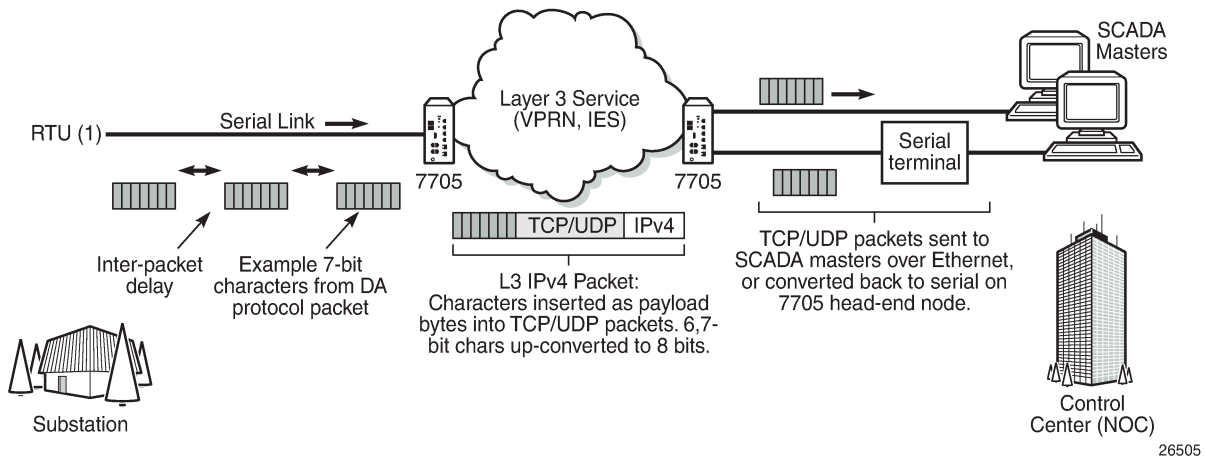 SCADA
Masters
Layer 3 Service
(VPRN, IES)
RTU (1)
Serial Link
Serial
terminal
7705
7705
TCP/UDP
IPv4
Inter-packet
delay
Example 7-bit
characters from DA
protocol packet
L3 IPv4 Packet:
Characters inserted as payload
bytes into TCP/UDP packets. 6,7-
bit chars up-converted to 8 bits.
TCP/UDP packets sent to
SCADA masters over Ethernet,
or converted back to serial on
7705 head-end node.
Substation
Control
Center (NOC)
26505